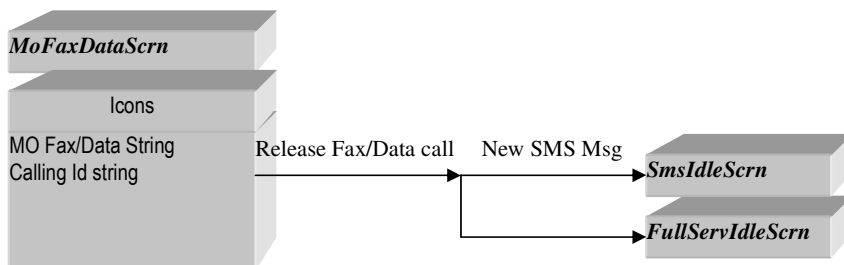 MoFaxDataScrn
Icons
MO Fax/Data String
Calling Id string
Release Fax/Data call
New SMS Msg
SmsIdleScrn
FullServIdleScrn